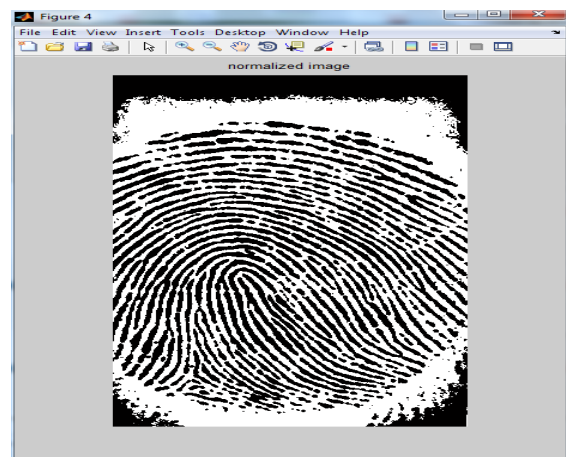 Figure 4
File Edit View Insert Tools Desktop Window Help
normalized image